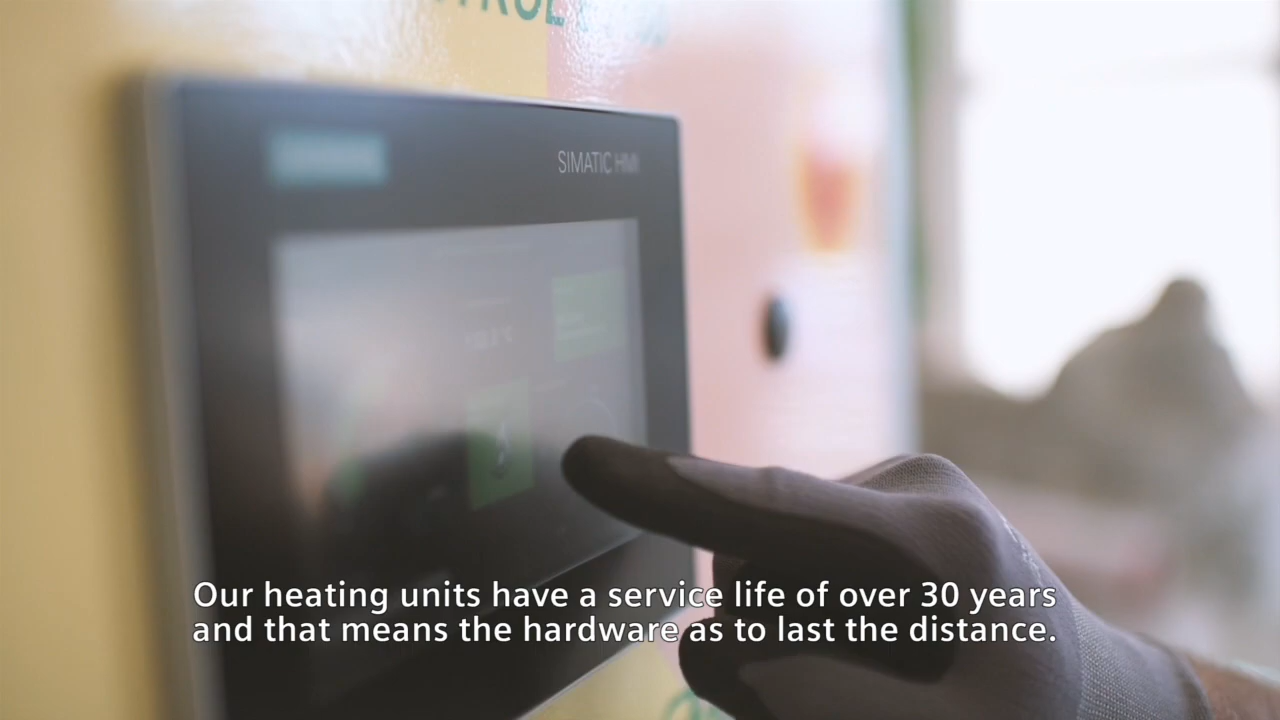 SIMATIC HMI
Our heating units have a service life of over 30 years
and that means the hardware as to last the distance.